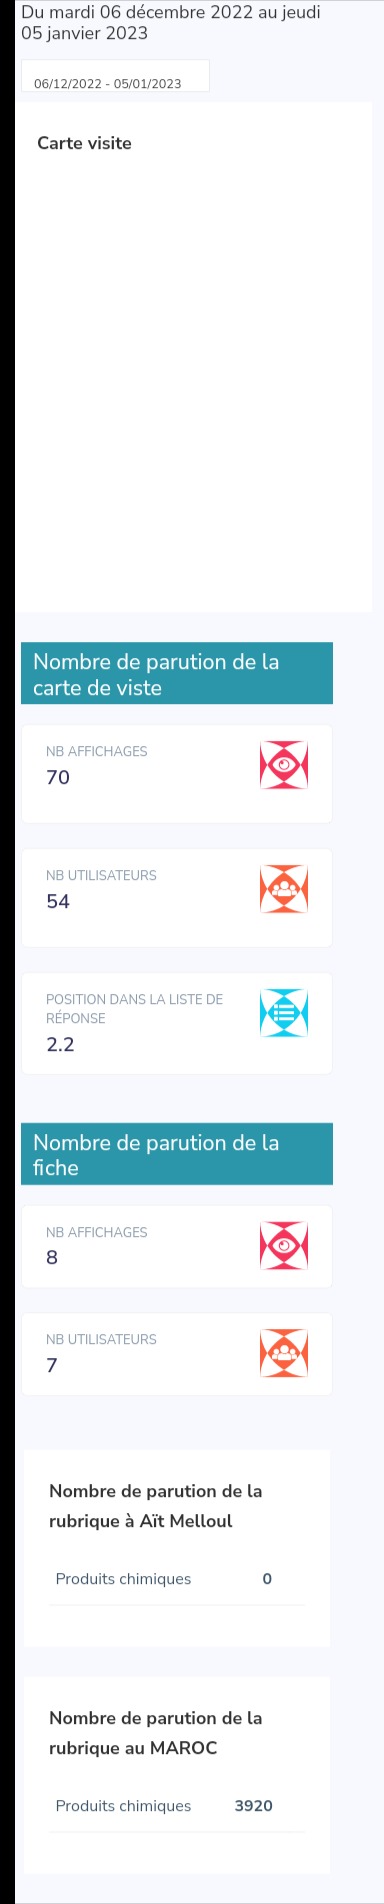 Du mardi 06 décembre 2022 au jeudi
05 janvier 2023
06/12/2022 - 05/01/2023
Carte visite
Nombre de parution de la
carte de viste
NB AFFICHAGES
70
NB UTILISATEURS
54
POSITION DANS LA LISTE DE
RÉPONSE
2.2
Nombre de parution de la
fiche
NB AFFICHAGES
8
NB UTILISATEURS
7
Nombre de parution de la
rubrique à Aït Melloul
Produits chimiques 0
Nombre de parution de la
rubrique au MAROC
Produits chimiques 3920